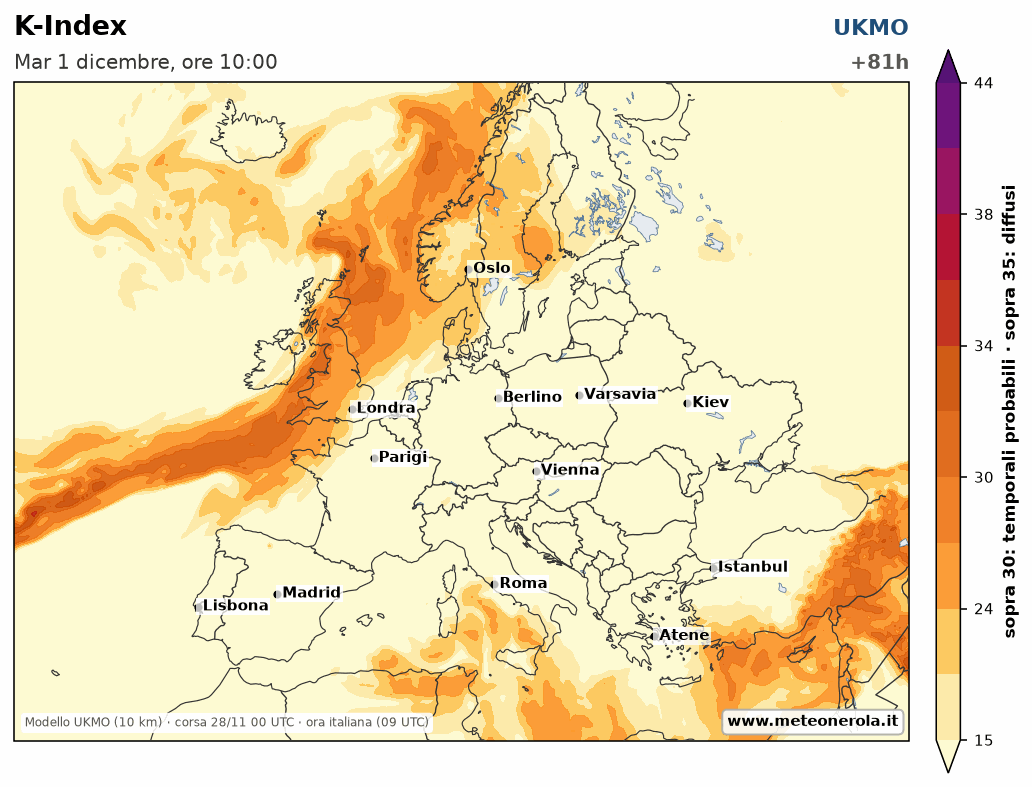 K-Index
UKMO
Mar 1 dicembre, ore 10:00
+81h
44
38
34
30
24
15
sopra 30: temporali probabili · sopra 35: diffusi
Oslo
Londra
Berlino
Varsavia
Kiev
Parigi
Vienna
Istanbul
Roma
Madrid
Lisbona
Atene
Modello UKMO (10 km) · corsa 28/11 00 UTC · ora italiana (09 UTC)
www.meteonerola.it